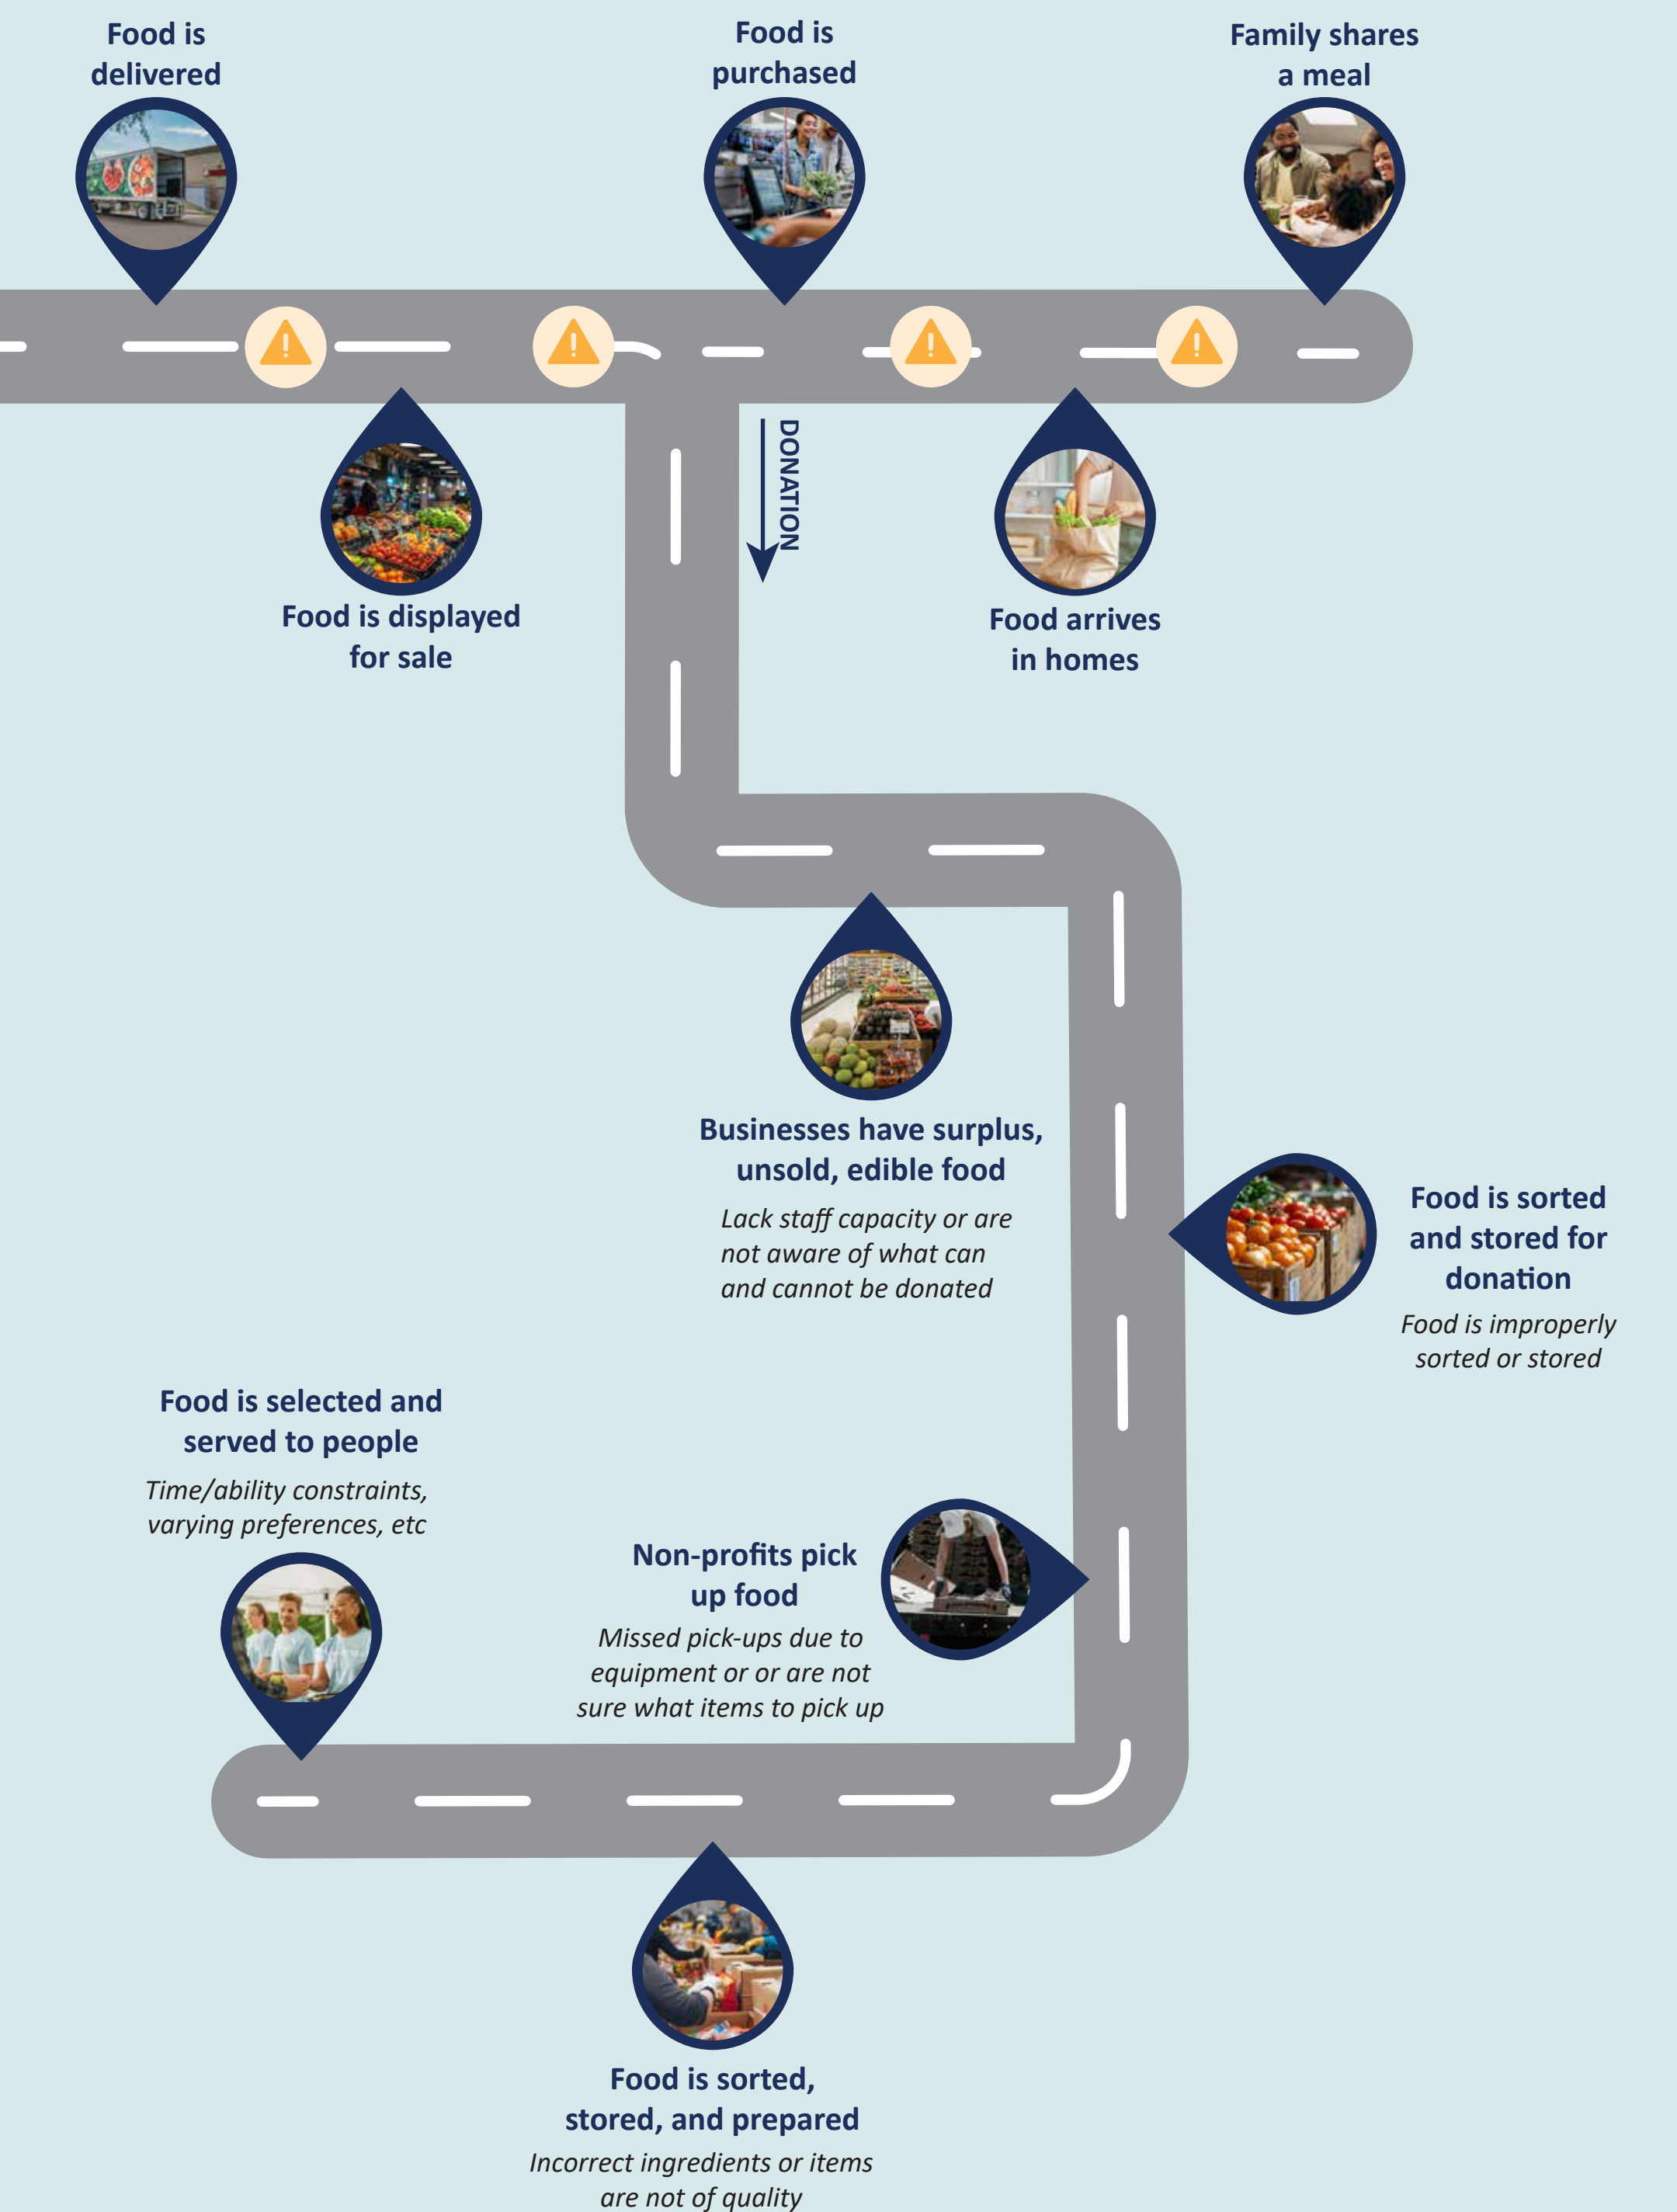 Food is
delivered
Food is
purchased
Family shares
a meal
DONATION
Food is displayed
for sale
Food arrives
in homes
Businesses have surplus,
unsold, edible food
Lack staff capacity or are
not aware of what can
and cannot be donated
Food is sorted
and stored for
donation
Food is improperly
sorted or stored
Non-profits pick
up food
Missed pick-ups due to
equipment or or are not
sure what items to pick up
Food is selected and
served to people
Time/ability constraints,
varying preferences, etc
Food is sorted,
stored, and prepared
Incorrect ingredients or items
are not of quality